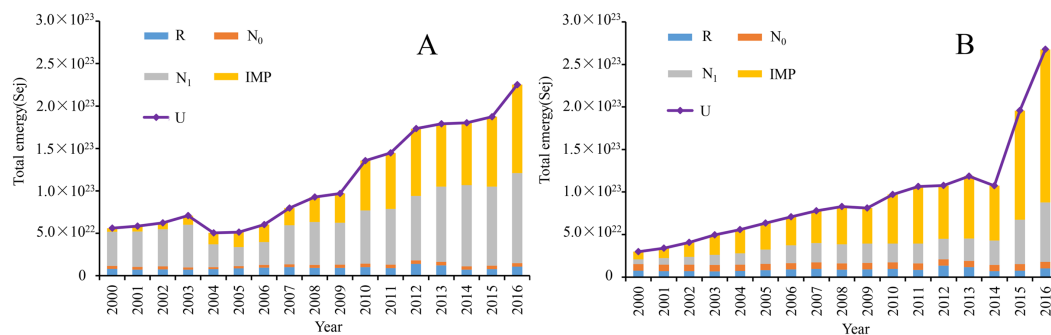 A
R
N₀
N₁
IMP
U
Total emergy(Sej)
3.0×10²³
2.5×10²³
2.0×10²³
1.5×10²³
1.0×10²³
5.0×10²²
0
2000 2001 2002 2003 2004 2005 2006 2007 2008 2009 2010 2011 2012 2013 2014 2015 2016
Year
B
R
N₀
N₁
IMP
U
Total emergy(Sej)
3.0×10²³
2.5×10²³
2.0×10²³
1.5×10²³
1.0×10²³
5.0×10²²
0
2000 2001 2002 2003 2004 2005 2006 2007 2008 2009 2010 2011 2012 2013 2014 2015 2016
Year